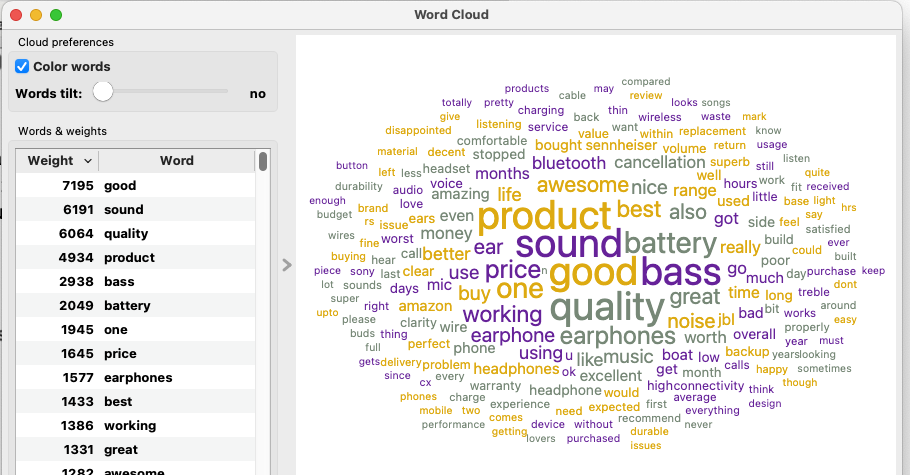 Word Cloud
Cloud preferences
Color words
Words tilt: no
Words & weights
Weight Word
7195 good
6191 sound
6064 quality
4934 product
2938 bass
2049 battery
1945 one
1645 price
1577 earphones
1433 best
1386 working
1331 great
1282 awesome
compared
products may
cable review
totally pretty thin looks songs
charging
give back wireless waste mark
listening service want
disappointed value within replacement know
comfortable bought sennheiser return usage
material decent stopped volume
button headset bluetooth cancellation superb still listen
left less months well quite
durability voice awesome nice hours work fit received
audio amazing life range little
enough love used base light
brand product best also hrs
budget ears even got say
rs issue side feel satisfied
wires money sound battery
worst ear really build ever
fine call better could
buying hear poor built
piece sony last clear use price n good bass go day purchase keep
lot sounds mic much
days buy one quality great time long treble dont
super right amazon around
upto working noise jbl bad bit works easy
please clarity wire
buds thing earphone earphones worth overall properly
full perfect phone year must
using u like music boat low backup years looking
gets delivery problem headphones get calls happy sometimes
since ok excellent month
cx every high connectivity think though
warranty headphone would
phones charge average design
experience expected first everything
mobile two need
comes recommend
performance device without never
getting durable
lovers purchased
issues